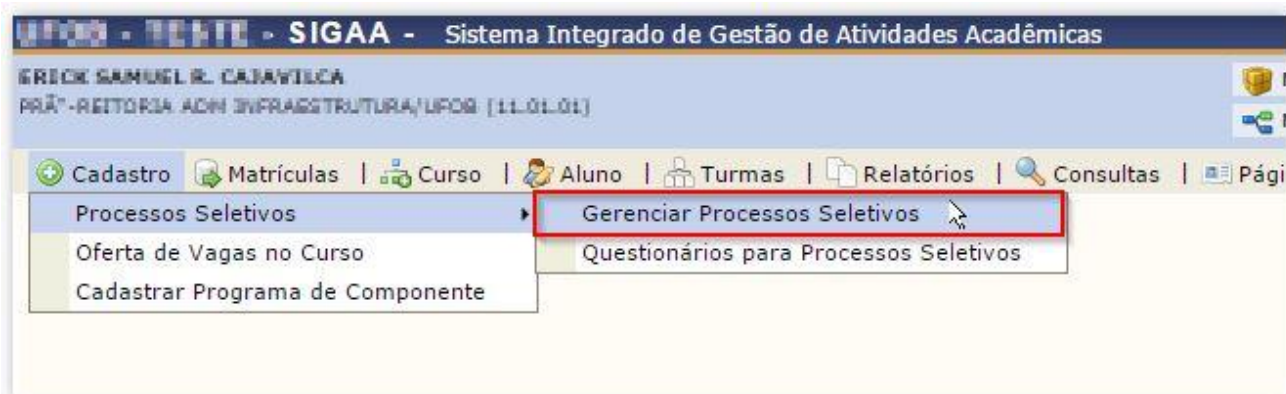 SIGAA - Sistema Integrado de Gestão de Atividades Acadêmicas
ERICK SAMUEL R. CAJAVILCA
PRÃ“-REITORIA ADM INFRAESTRUTURA/UFOB [11.01.01]
Cadastro Matrículas | Curso | Aluno | Turmas | Relatórios | Consultas | Pági
Processos Seletivos Gerenciar Processos Seletivos
Oferta de Vagas no Curso Questionários para Processos Seletivos
Cadastrar Programa de Componente